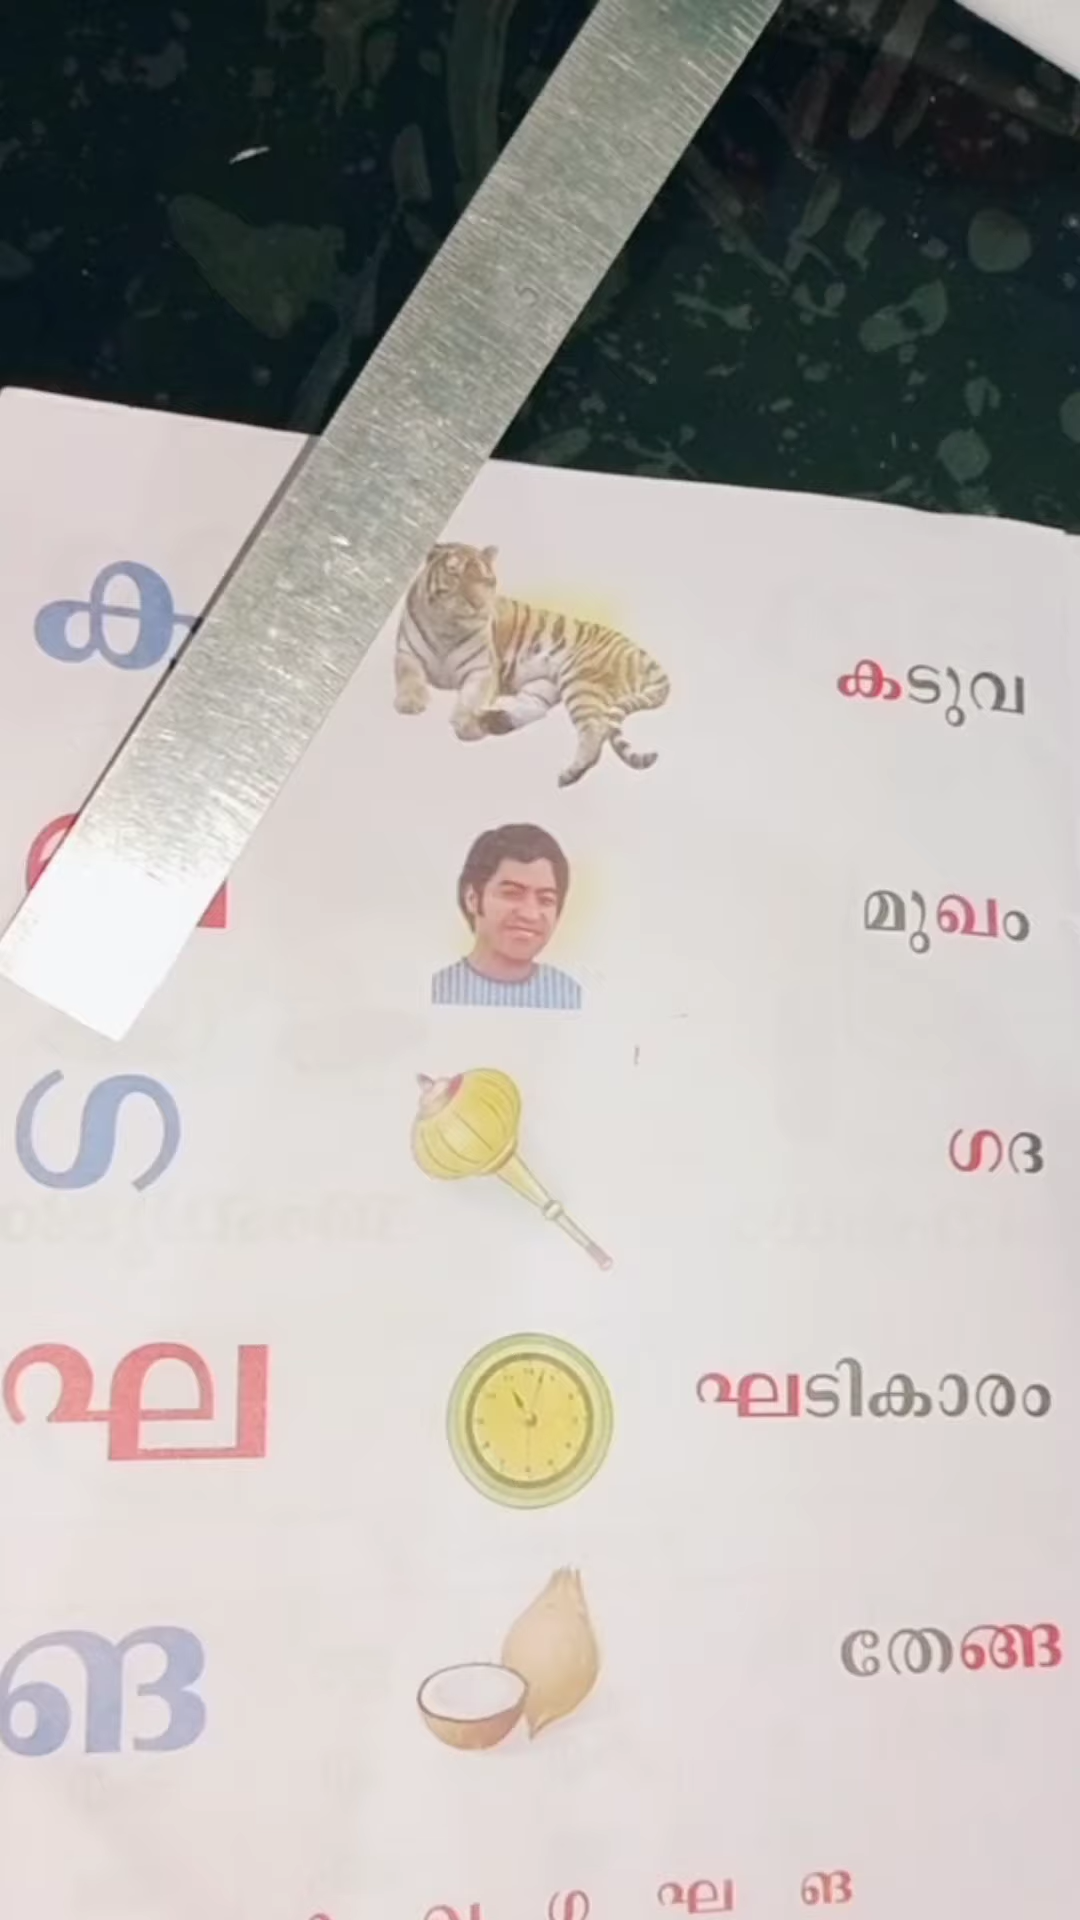 ക കടുവ
മുഖം
ഗ ഗദ
ഘ ഘടികാരം
ങ തേങ്ങ
ഗ ഘ ങ